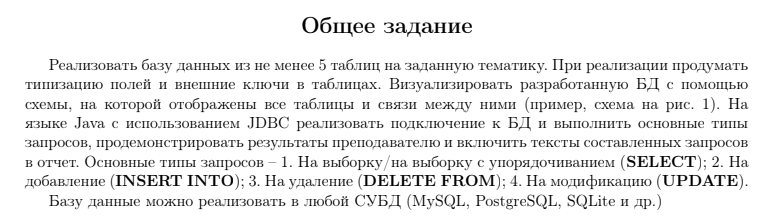 Общее задание
Реализовать базу данных из не менее 5 таблиц на заданную тематику. При реализации продумать
типизацию полей и внешние ключи в таблицах. Визуализировать разработанную БД с помощью
схемы, на которой отображены все таблицы и связи между ними (пример, схема на рис. 1). На
языке Java с использованием JDBC реализовать подключение к БД и выполнить основные типы
запросов, продемонстрировать результаты преподавателю и включить тексты составленных запросов
в отчет. Основные типы запросов – 1. На выборку/на выборку с упорядочиванием (SELECT); 2. На
добавление (INSERT INTO); 3. На удаление (DELETE FROM); 4. На модификацию (UPDATE).
Базу данные можно реализовать в любой СУБД (MySQL, PostgreSQL, SQLite и др.)